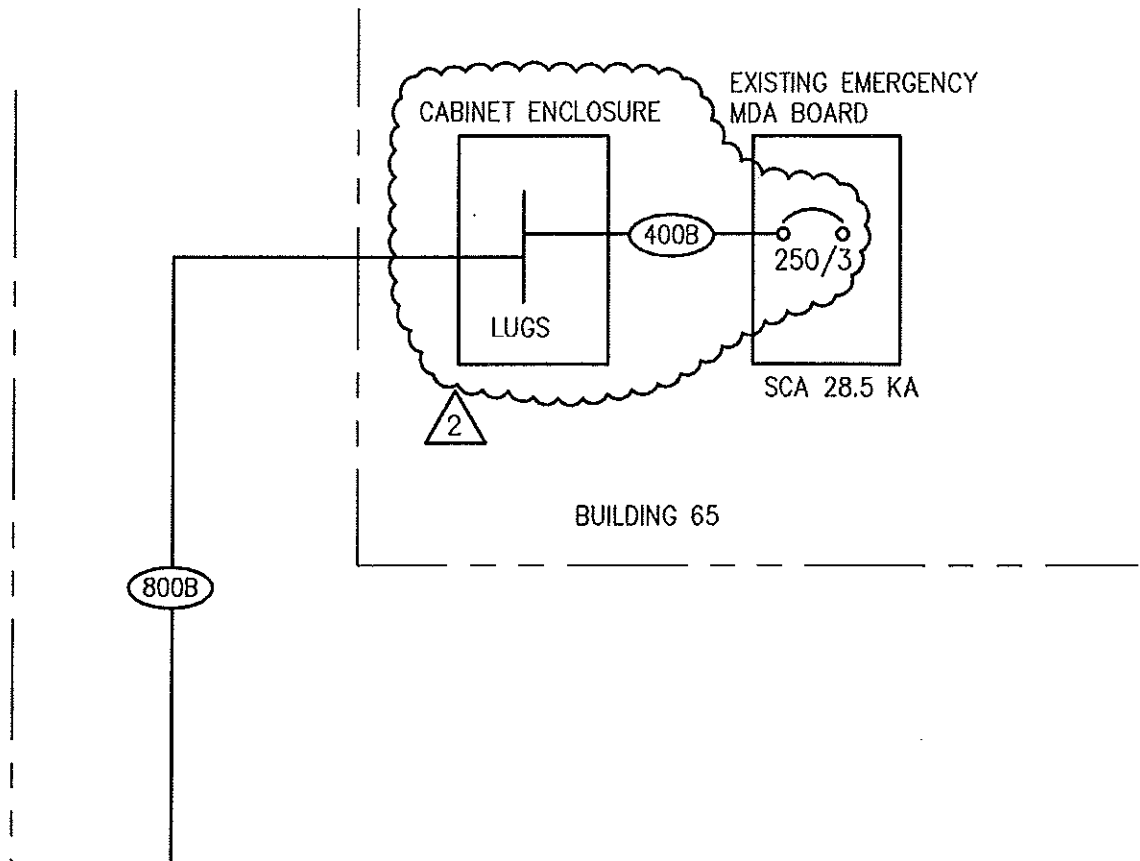 EXISTING EMERGENCY
MDA BOARD
CABINET ENCLOSURE
400B
250/3
LUGS
SCA 28.5 KA
2
BUILDING 65
800B